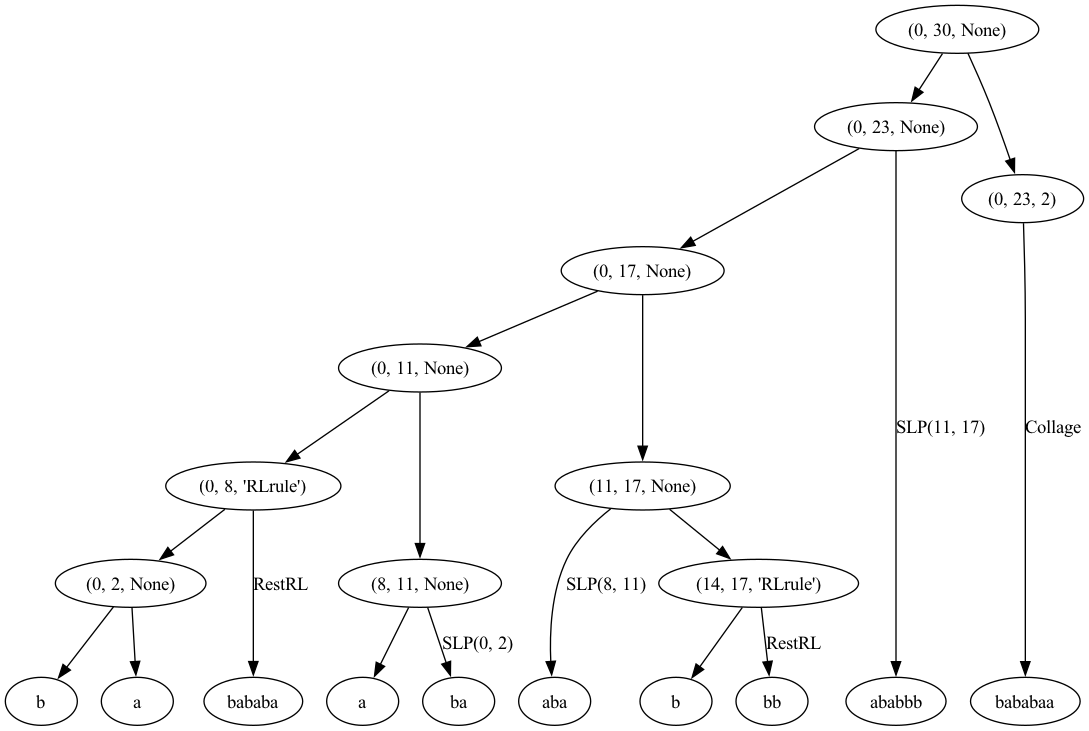 (0, 30, None)
(0, 23, None)
(0, 23, 2)
(0, 17, None)
(0, 11, None)
SLP(11, 17)
Collage
(0, 8, 'RLrule')
(11, 17, None)
(0, 2, None)
RestRL
(8, 11, None)
SLP(8, 11)
(14, 17, 'RLrule')
SLP(0, 2)
RestRL
b
a
bababa
a
ba
aba
b
bb
ababbb
bababaa